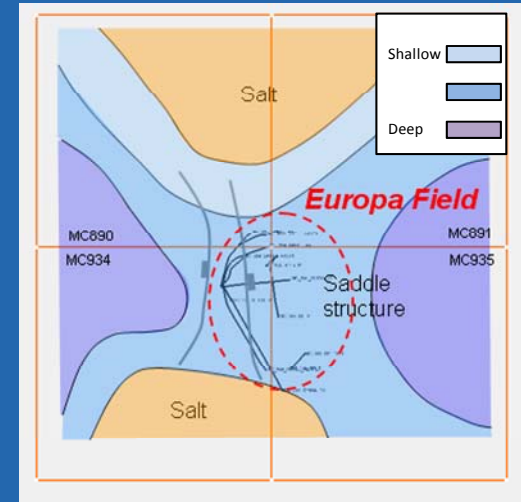 Shallow
Deep
Salt
Europa Field
MC890
MC891
MC934
MC935
Saddle
structure
Salt